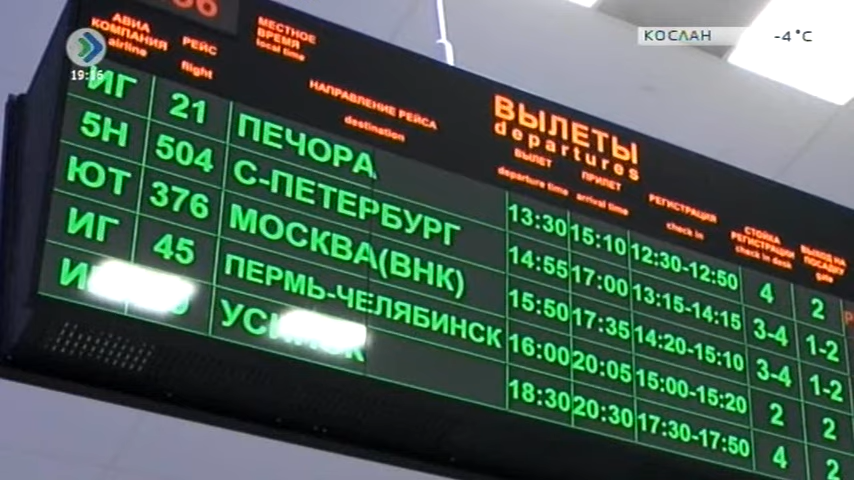 КОСЛАН -4°C
19:16
АВИА
КОМПАНИЯ
airline
РЕЙС
flight
МЕСТНОЕ
ВРЕМЯ
local time
НАПРАВЛЕНИЕ РЕЙСА
destination
ВЫЛЕТЫ
departures
ВЫЛЕТ
departure time
ПРИЛЕТ
arrival time
РЕГИСТРАЦИЯ
check in
СТОЙКА
РЕГИСТРАЦИИ
check in desk
ВЫХОД НА
ПОСАДКУ
gate
ИГ 21 ПЕЧОРА 13:30 15:10 12:30-12:50 4 2
5Н 504 С-ПЕТЕРБУРГ 14:55 17:00 13:15-14:15 3-4 1-2
ЮТ 376 МОСКВА(ВНК) 15:50 17:35 14:20-15:10 3-4 1-2
ИГ 45 ПЕРМЬ-ЧЕЛЯБИНСК 16:00 20:05 15:00-15:20 2 2
18:30 20:30 17:30-17:50 4 2